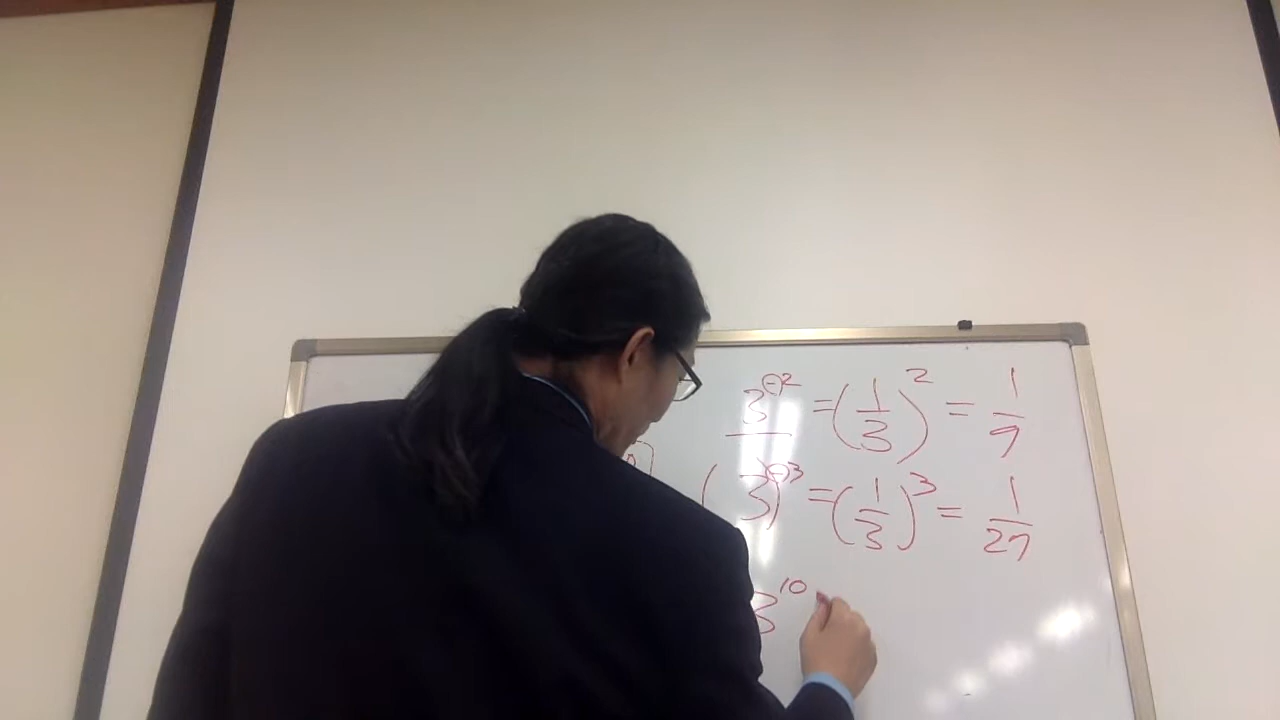 3^{-2} = (1/3)^2 = 1/9
(3)^{-3} = (1/3)^3 = 1/27
3^{10}